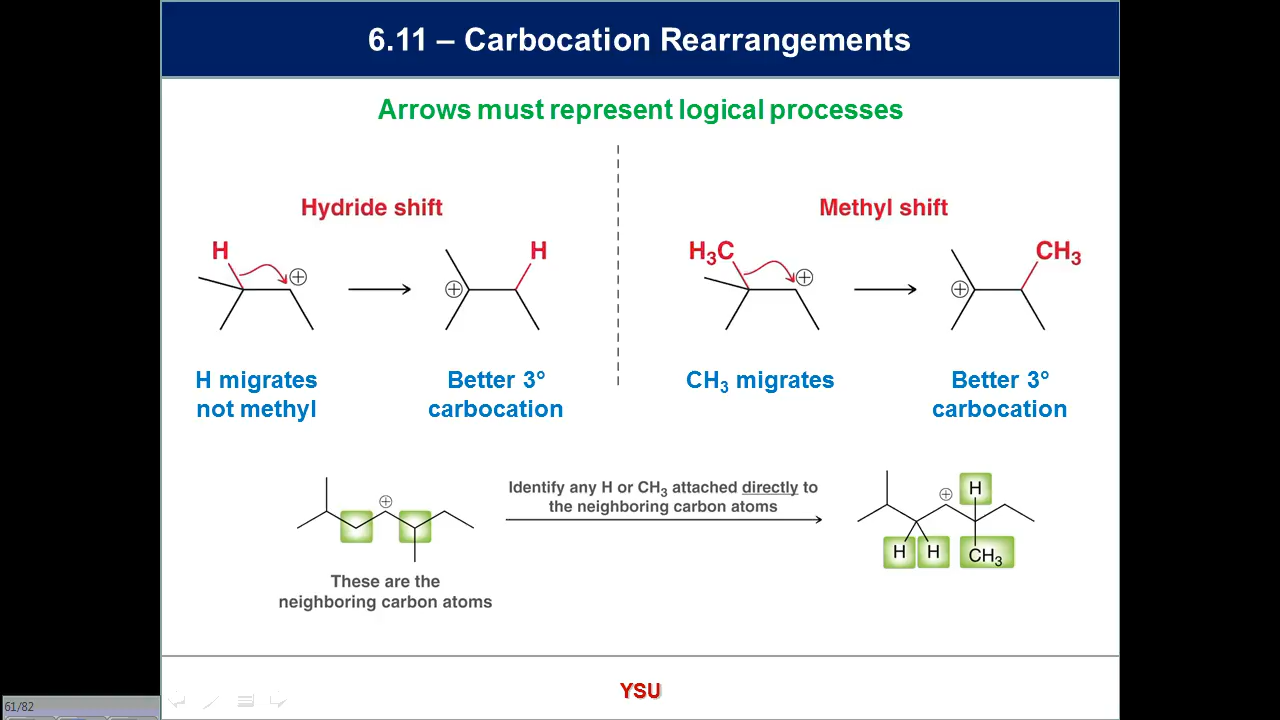 6.11 – Carbocation Rearrangements
Arrows must represent logical processes
Hydride shift
Methyl shift
H
⊕
⊕
H
H₃C
⊕
⊕
CH₃
H migrates
not methyl
Better 3°
carbocation
CH₃ migrates
Better 3°
carbocation
⊕
These are the
neighboring carbon atoms
Identify any H or CH₃ attached directly to
the neighboring carbon atoms
⊕
H
H
H
CH₃
YSU
61/82